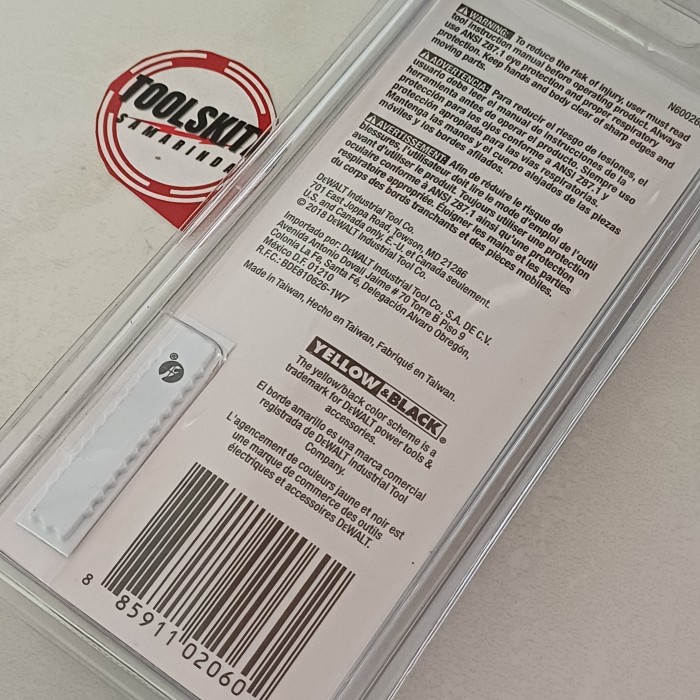 TOOLSKIT
SAMARINDA
N60026
WARNING: To reduce the risk of injury, user must read
tool instruction manual before operating product. Always
use ANSI Z87.1 eye protection and proper respiratory
protection. Keep hands and body clear of sharp edges and
moving parts.
ADVERTENCIA: Para reducir el riesgo de lesiones, el
usuario debe leer el manual de instrucciones de la
herramienta antes de operar el producto. Siempre uso
protección para los ojos conforme a ANSI Z87.1 y
protección apropiada para las vías respiratorias.
Mantenga las manos y el cuerpo alejados de las piezas
móviles y los bordes afilados.
AVERTISSEMENT: Afin de réduire le risque de
blessures, l'utilisateur doit lire le mode d'emploi de l'outil
avant d'utiliser le produit. Toujours utiliser une protection
oculaire conforme à ANSI Z87.1 ainsi qu'une protection
respiratoire appropriée. Éloigner les mains et les parties
du corps des bords tranchants et des pièces mobiles.
DEWALT Industrial Tool Co.
701 East Joppa Road, Towson, MD 21286
U.S. and Canada only, É.-U. et Canada seulement.
© 2018 DEWALT Industrial Tool Co.
Importado por: DEWALT Industrial Tool Co., S.A. DE C.V.
Avenida Antonio Dovali Jaime # 70 Torre B Piso 9
Colonia La Fe, Santa Fé, Delegación Alvaro Obregón,
México D.F. 01210
R.F.C.: BDE810626-1W7
Made in Taiwan, Hecho en Taiwan, Fabriqué en Taiwan.
YELLOW & BLACK®
The yellow/black color scheme is a
trademark for DEWALT power tools &
accessories.
El borde amarillo es una marca comercial
registrada de DEWALT Industrial Tool
Company.
L'agencement de couleurs jaune et noir est
une marque de commerce des outils
électriques et accessoires DEWALT.
8 85911 02060